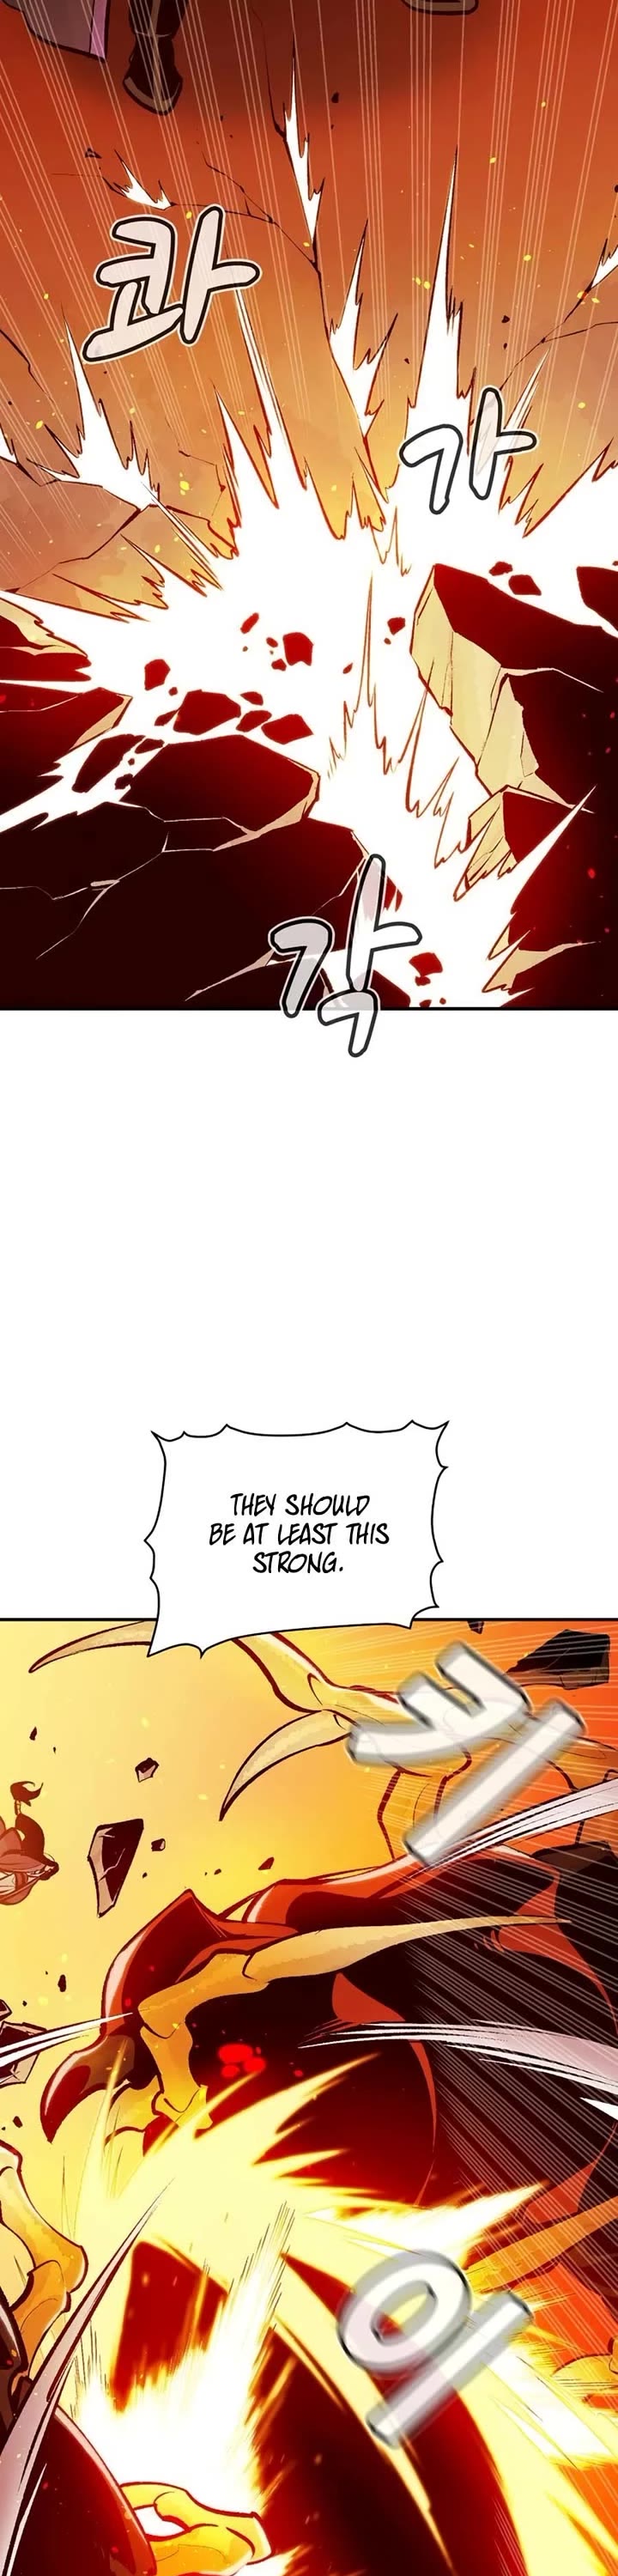 콰
가
각
THEY SHOULD
BE AT LEAST THIS
STRONG.
키
이